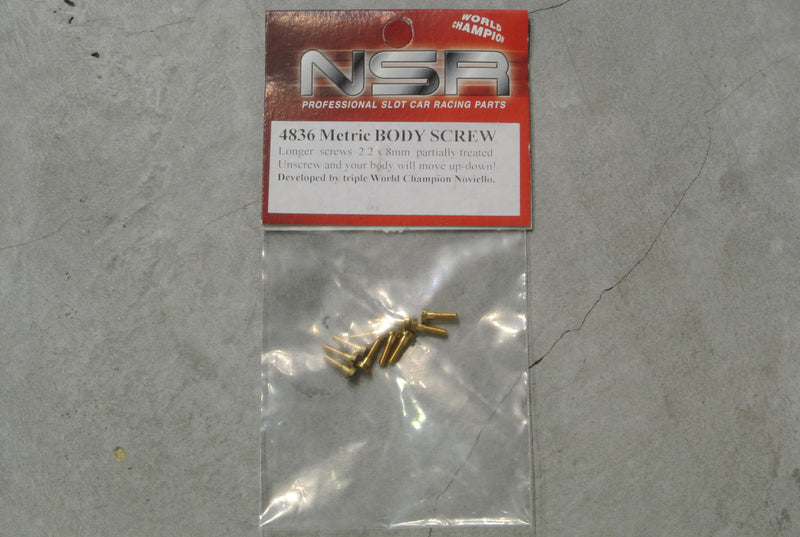 WORLD
CHAMPION
NSR
PROFESSIONAL SLOT CAR RACING PARTS
4836 Metric BODY SCREW
Longer screws 2.2 x 8mm partially treated
Unscrew and your body will move up-down!
Developed by triple World Champion Noviello.